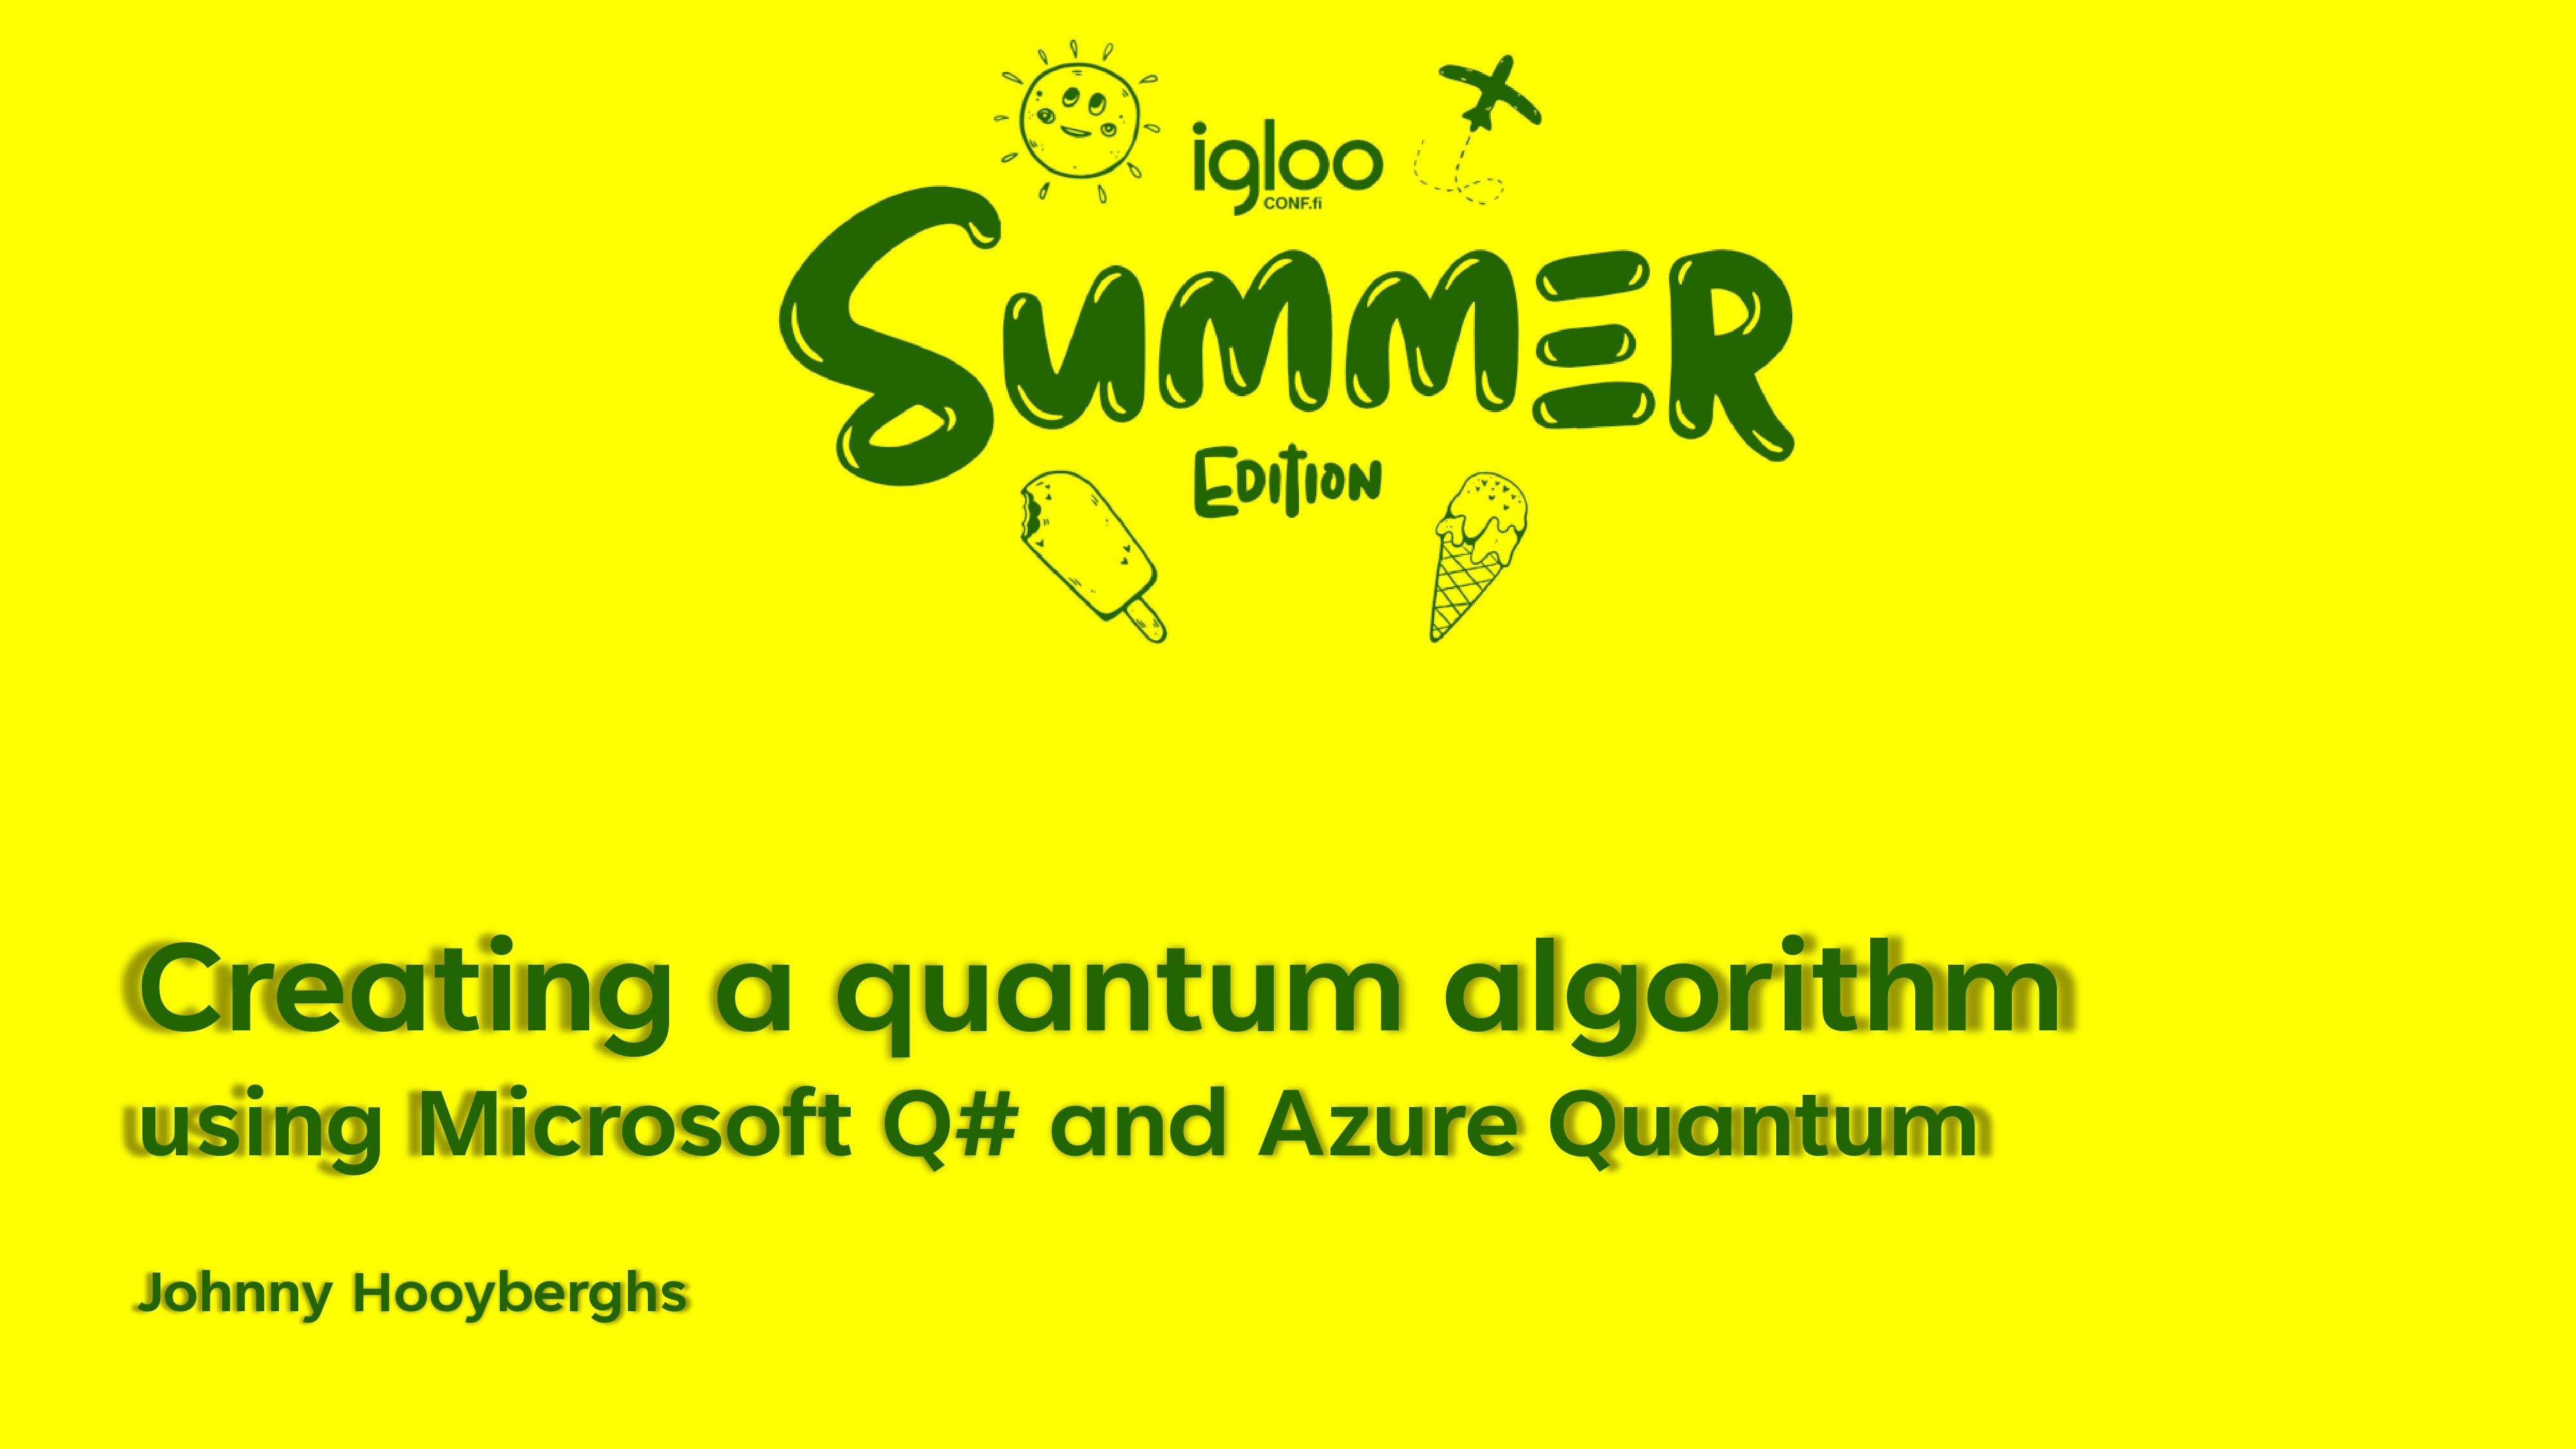 igloo
CONF.fi
SUMMER
EDITION
Creating a quantum algorithm
using Microsoft Q# and Azure Quantum
Johnny Hooyberghs